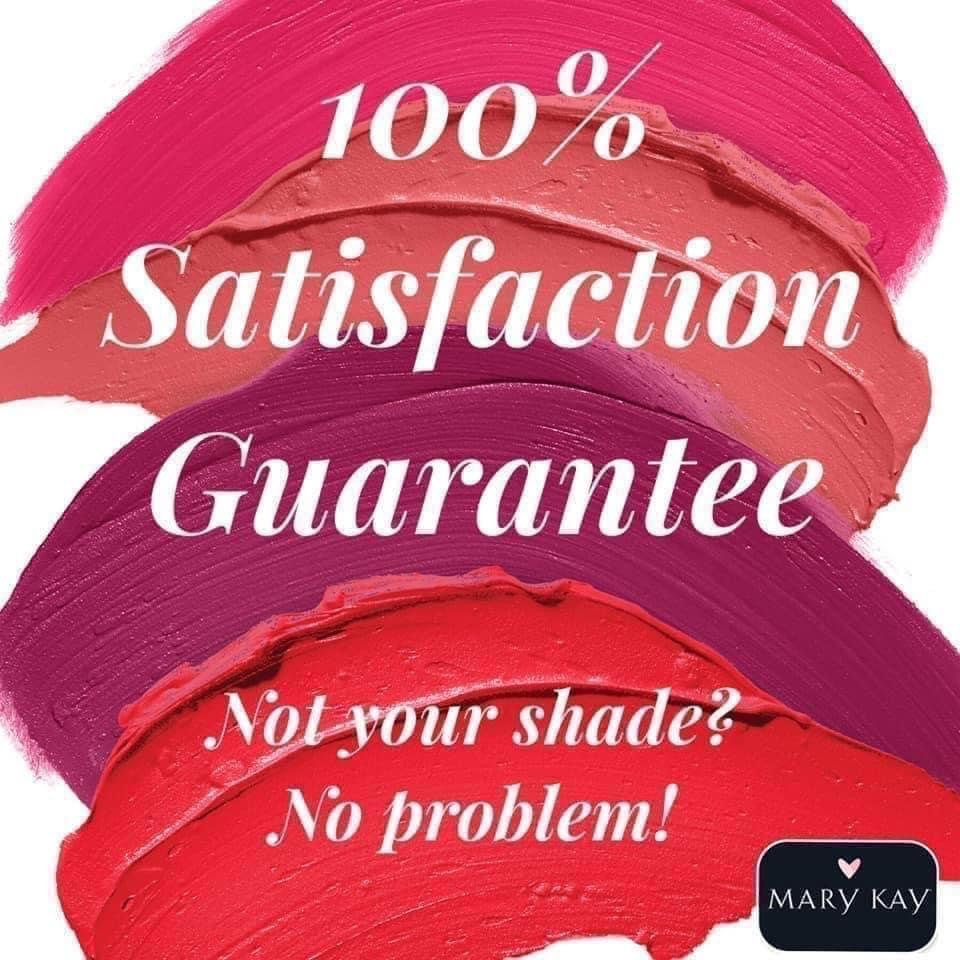 100%
Satisfaction
Guarantee
Not your shade?
No problem!
MARY KAY